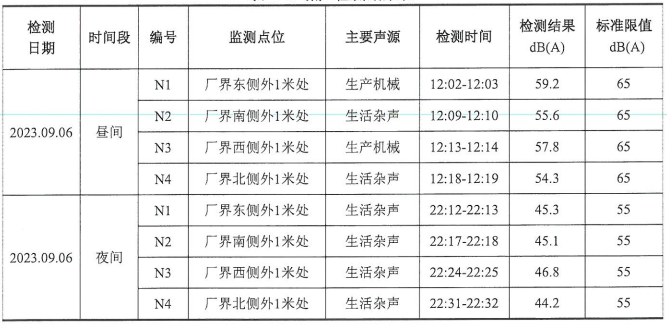 检测日期 时间段 编号 监测点位 主要声源 检测时间 检测结果 dB(A) 标准限值 dB(A)
2023.09.06 昼间 N1 厂界东侧外1米处 生产机械 12:02-12:03 59.2 65
N2 厂界南侧外1米处 生活杂声 12:09-12:10 55.6 65
N3 厂界西侧外1米处 生产机械 12:13-12:14 57.8 65
N4 厂界北侧外1米处 生活杂声 12:18-12:19 54.3 65
2023.09.06 夜间 N1 厂界东侧外1米处 生活杂声 22:12-22:13 45.3 55
N2 厂界南侧外1米处 生活杂声 22:17-22:18 45.1 55
N3 厂界西侧外1米处 生活杂声 22:24-22:25 46.8 55
N4 厂界北侧外1米处 生活杂声 22:31-22:32 44.2 55